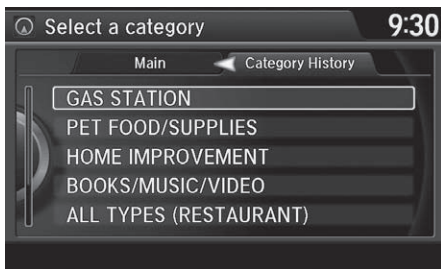 Select a category
9:30
Main
Category History
GAS STATION
PET FOOD/SUPPLIES
HOME IMPROVEMENT
BOOKS/MUSIC/VIDEO
ALL TYPES (RESTAURANT)